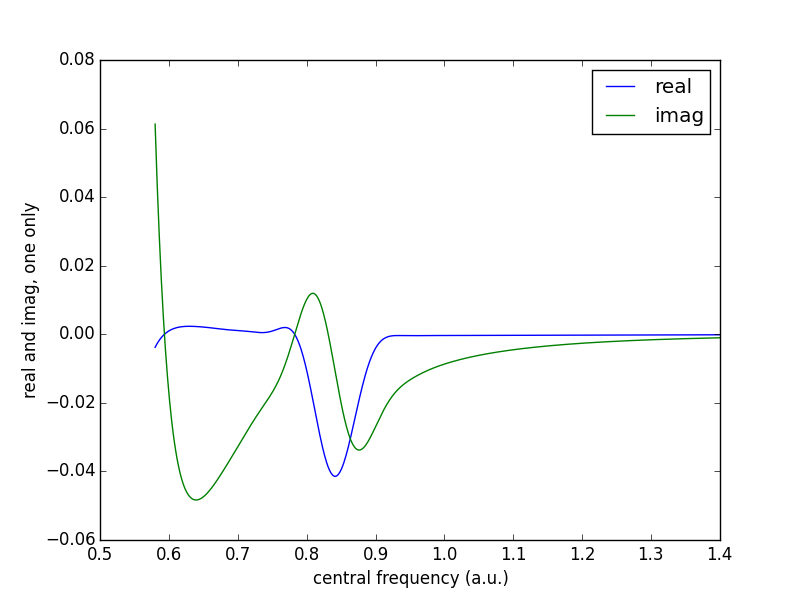 real
imag
0.08
0.06
0.04
0.02
0.00
−0.02
−0.04
−0.06
real and imag, one only
0.5 0.6 0.7 0.8 0.9 1.0 1.1 1.2 1.3 1.4
central frequency (a.u.)